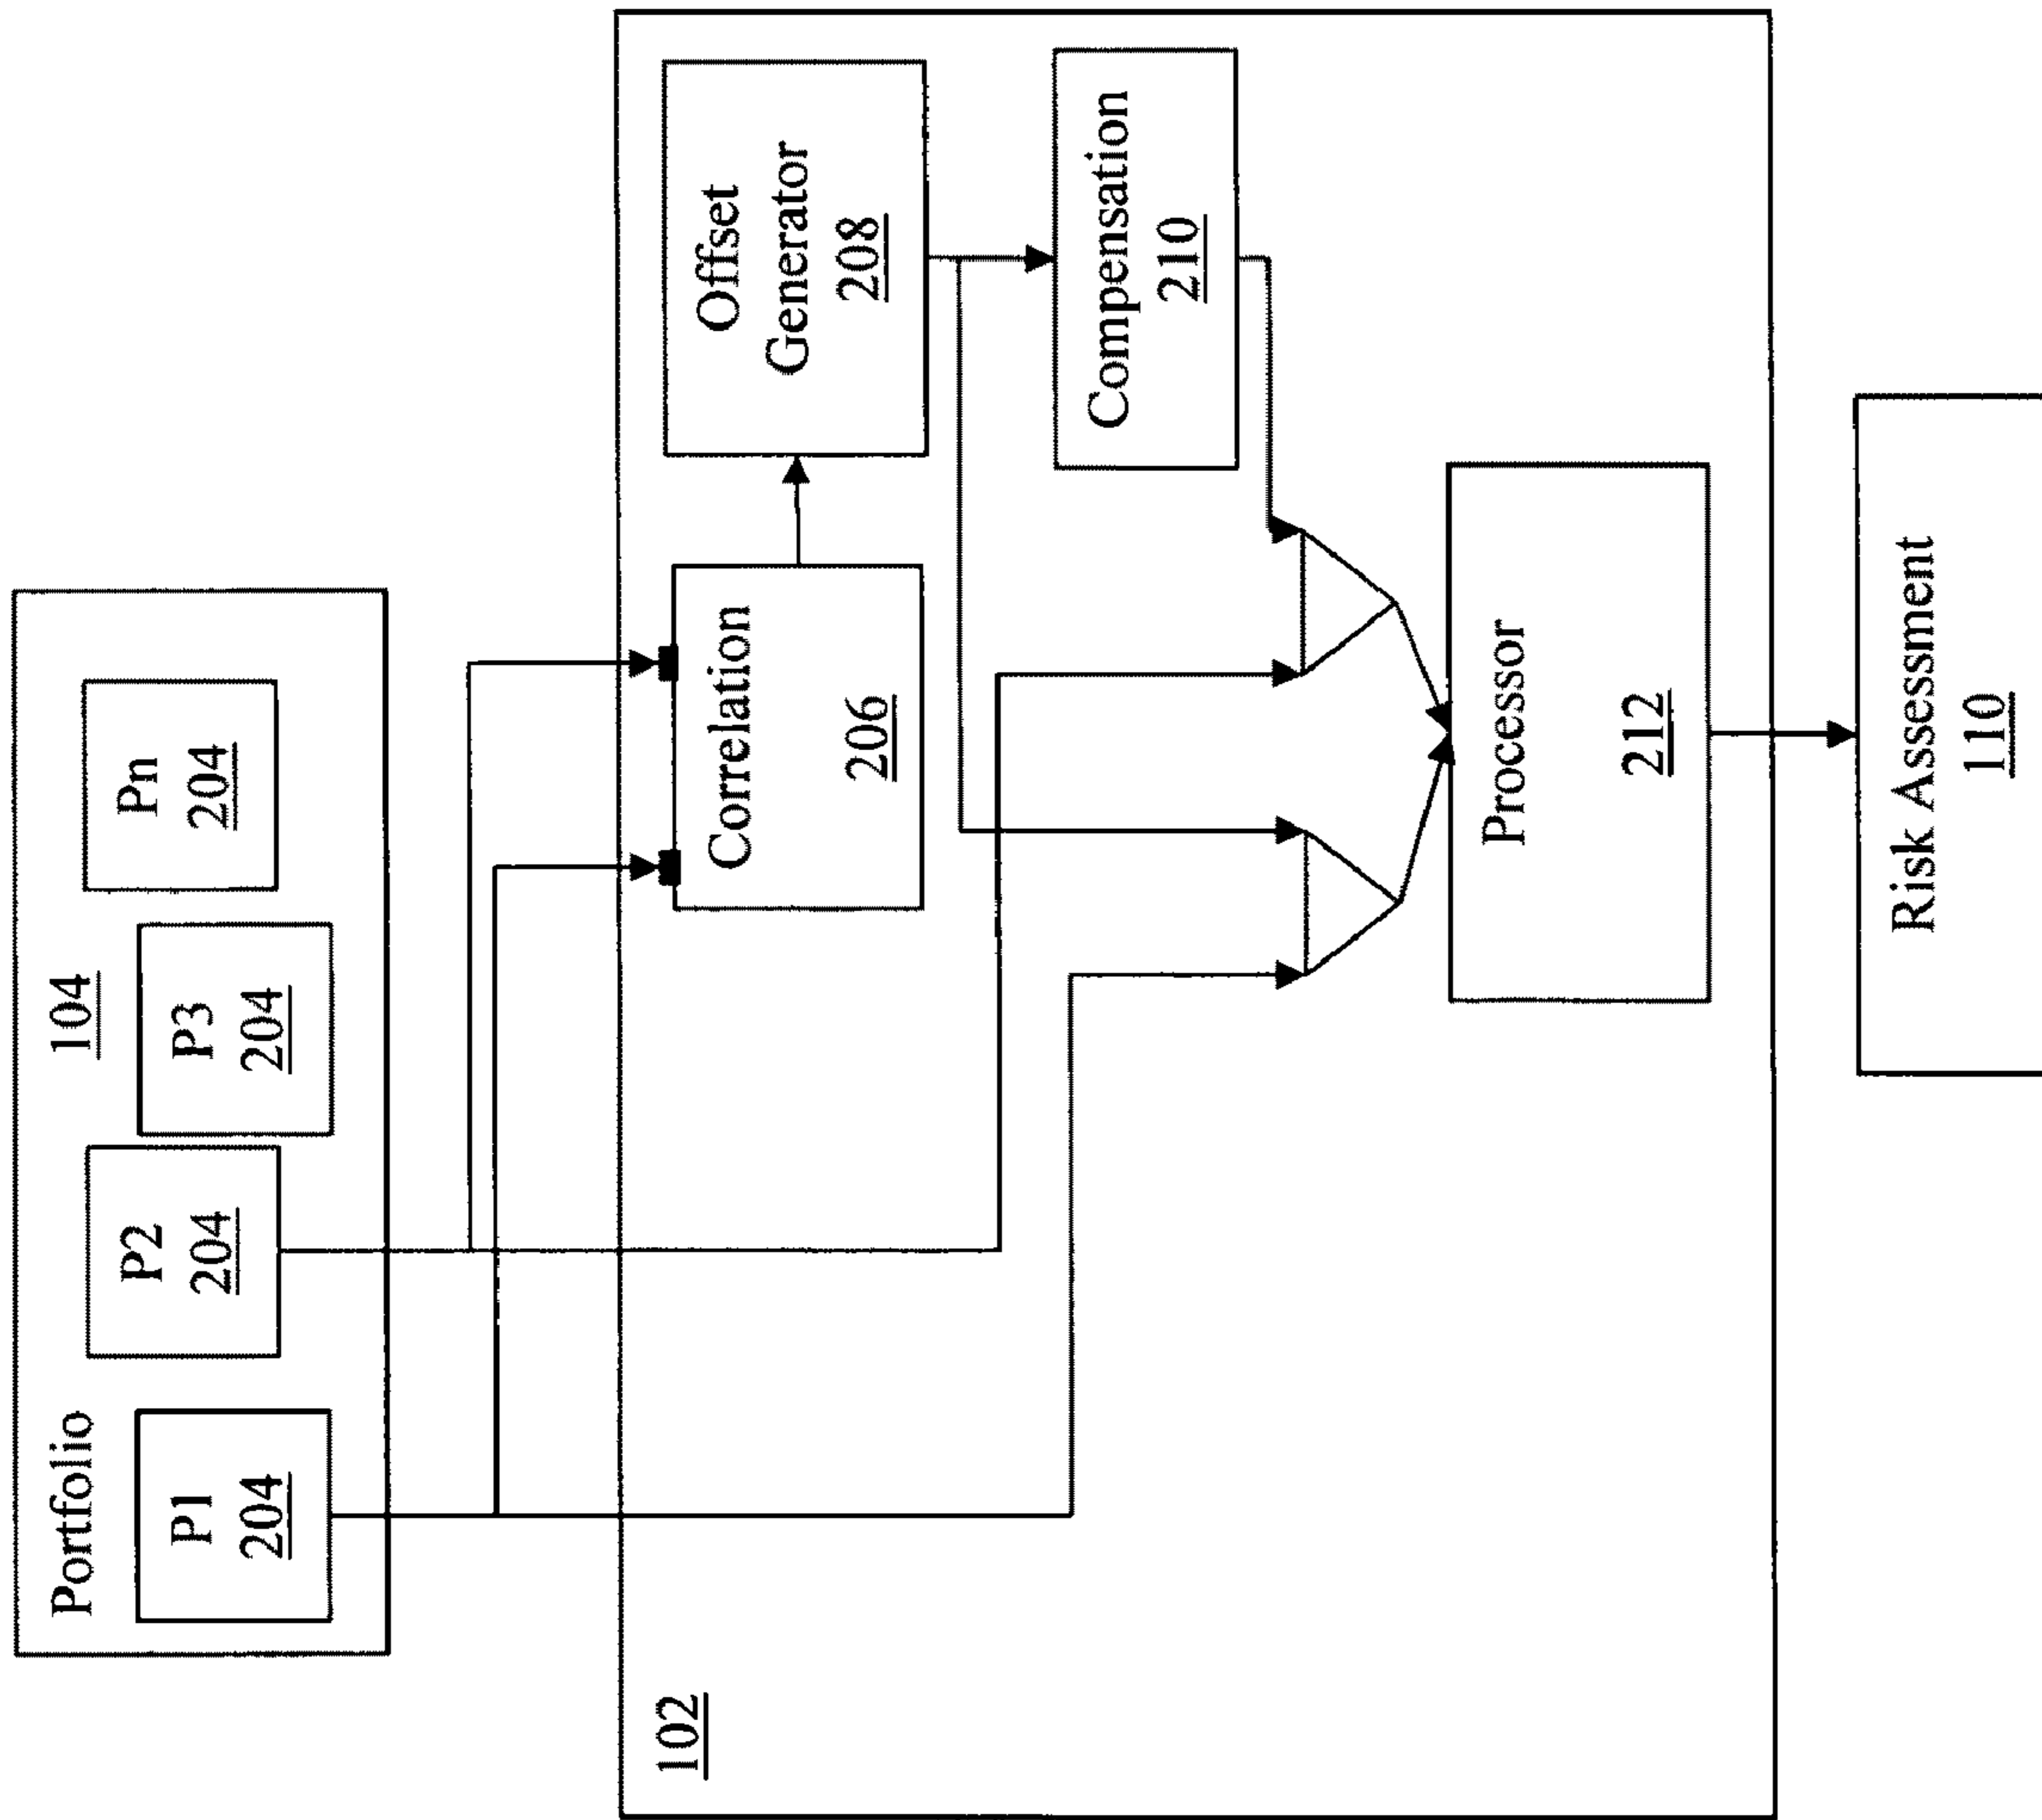 Portfolio
104
P1
204
P2
204
P3
204
Pn
204
102
Correlation
206
Offset
Generator
208
Compensation
210
Processor
212
Risk Assessment
110